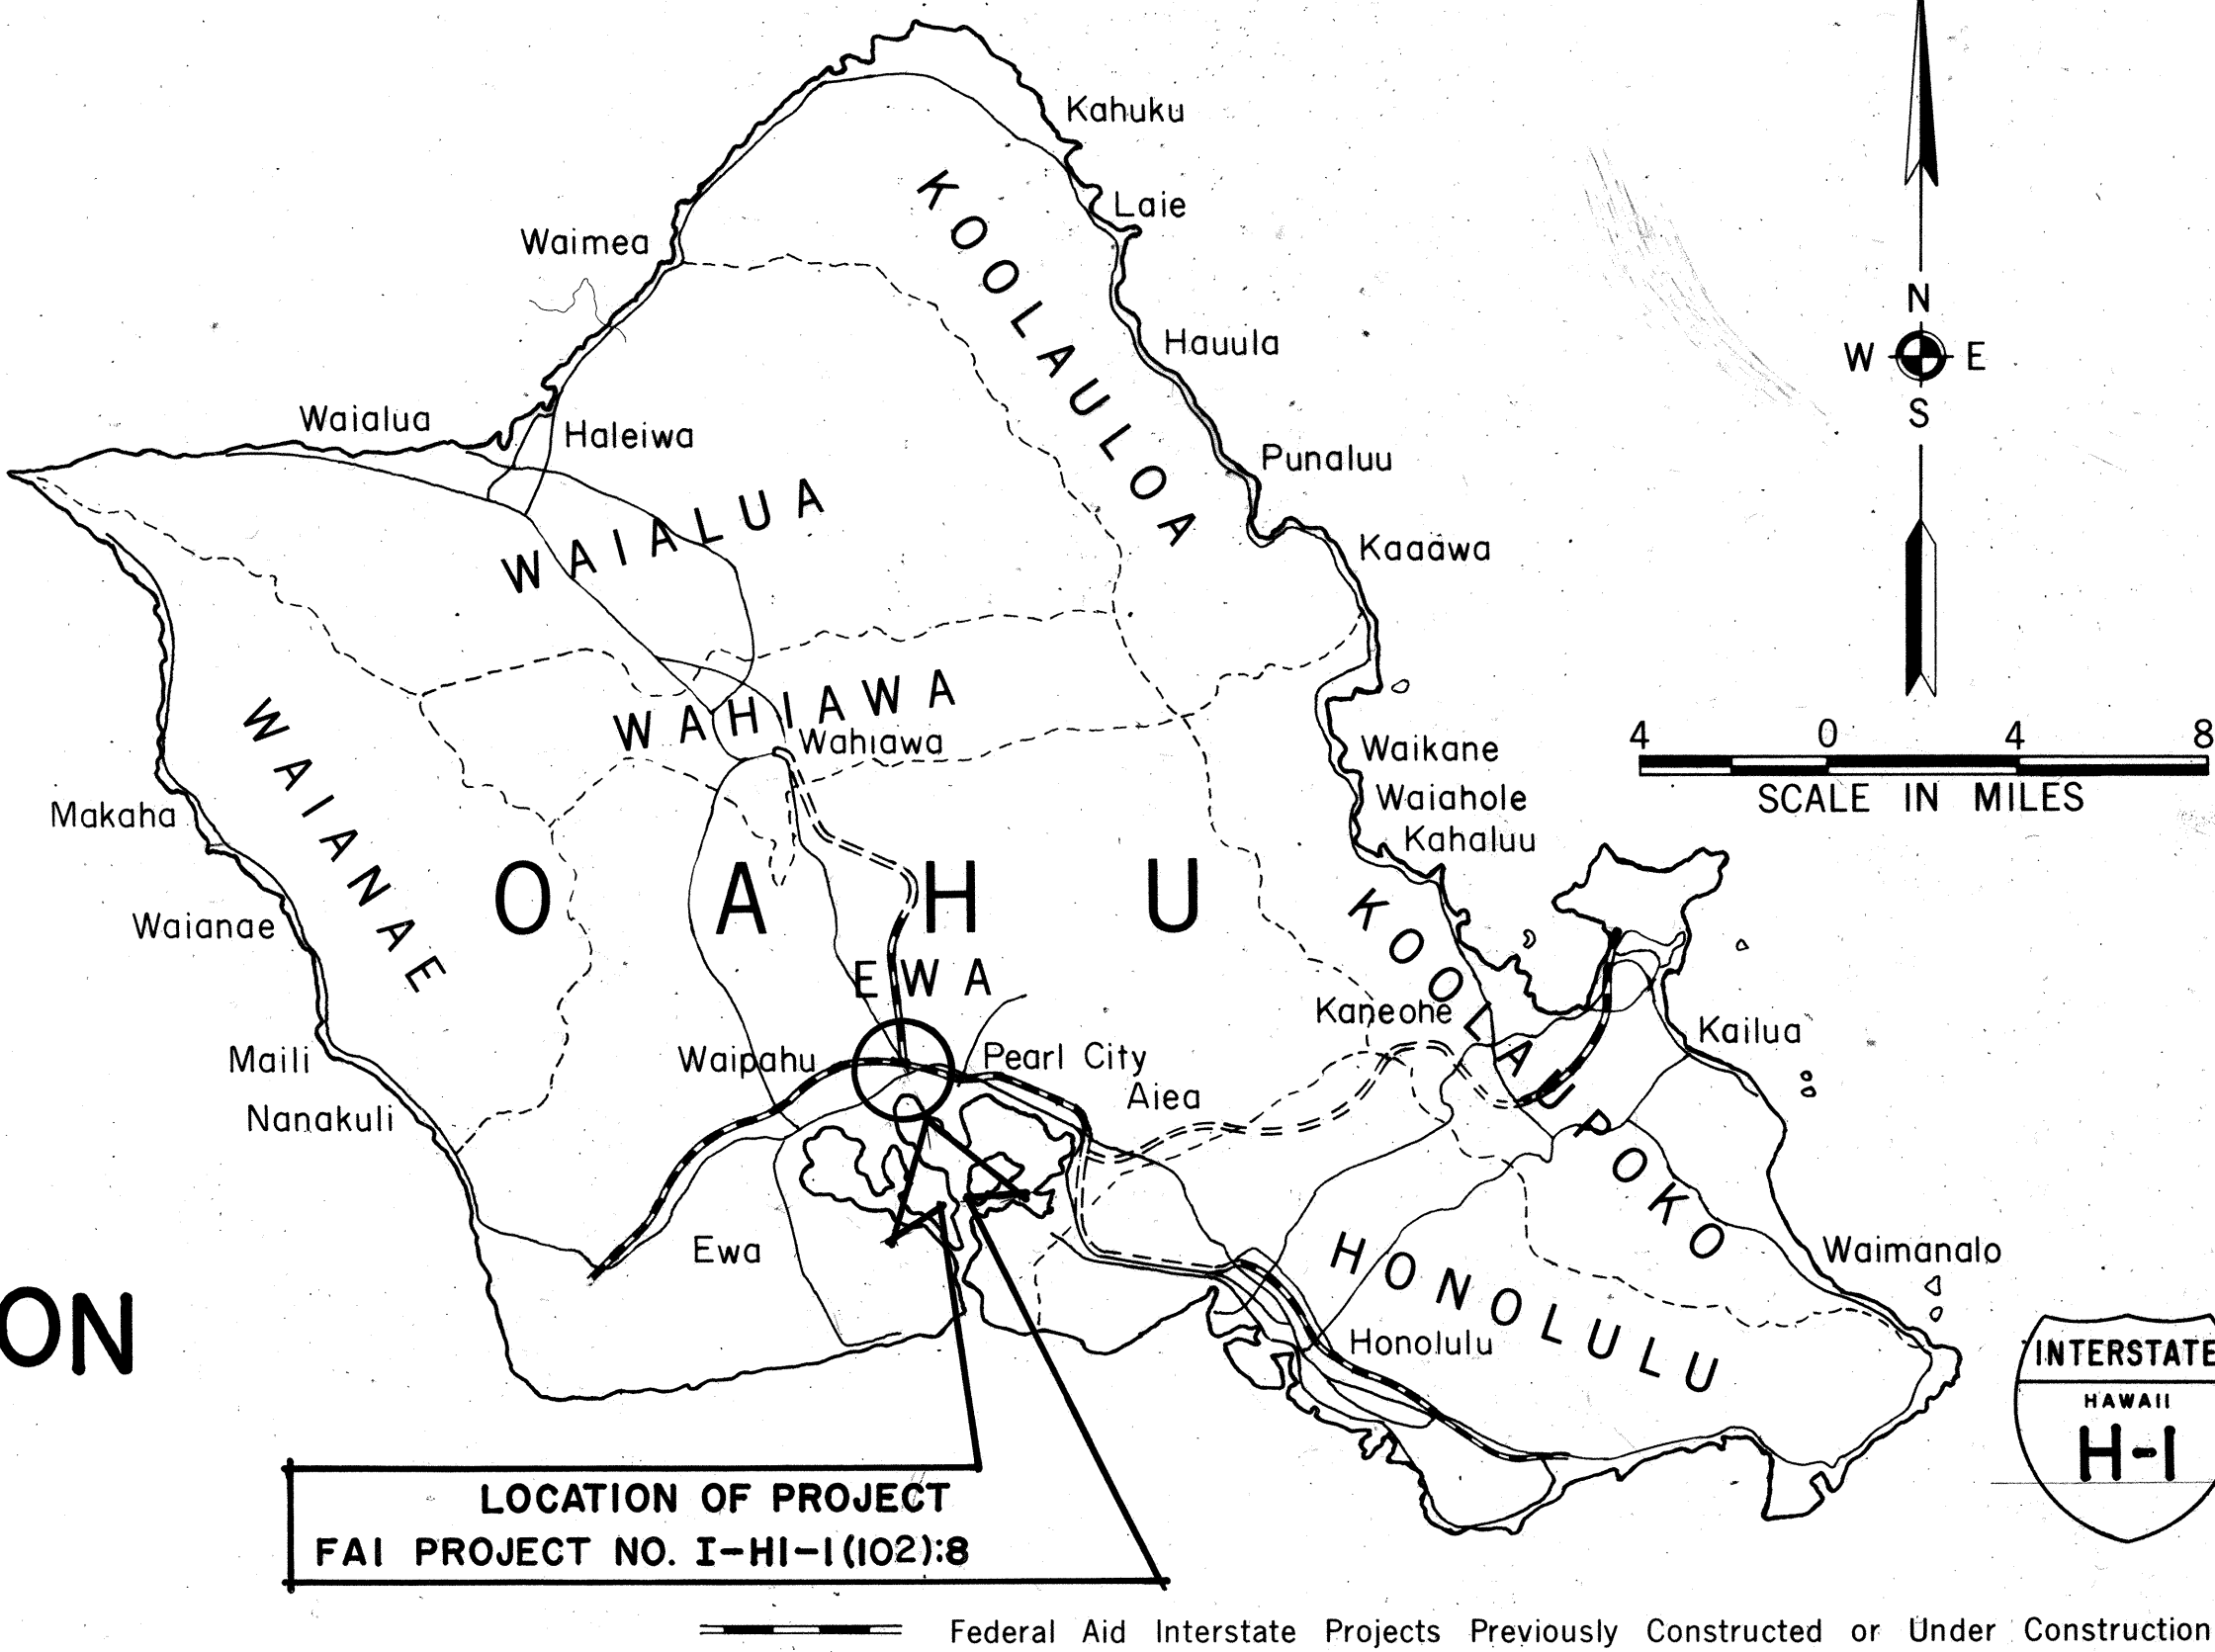 Kahuku
KOOLAULOA
Laie
Waimea
N
Hauula
W E
S
Waialua
Haleiwa
Punaluu
WAIALUA
Kaaawa
WAHIAWA
WAIANAE
4 0 4 8
Wahiawa
Waikane
SCALE IN MILES
Waiahole
Makaha
Kahaluu
OAHU
Waianae
KOOLAUPOKO
EWA
Kaneohe
Kailua
Maili
Waipahu
Pearl City
Aiea
Nanakuli
Ewa
HONOLULU
Waimanalo
ON
Honolulu
INTERSTATE
HAWAII
H-1
LOCATION OF PROJECT
FAI PROJECT NO. I-H1-1(102):8
Federal Aid Interstate Projects Previously Constructed or Under Construction